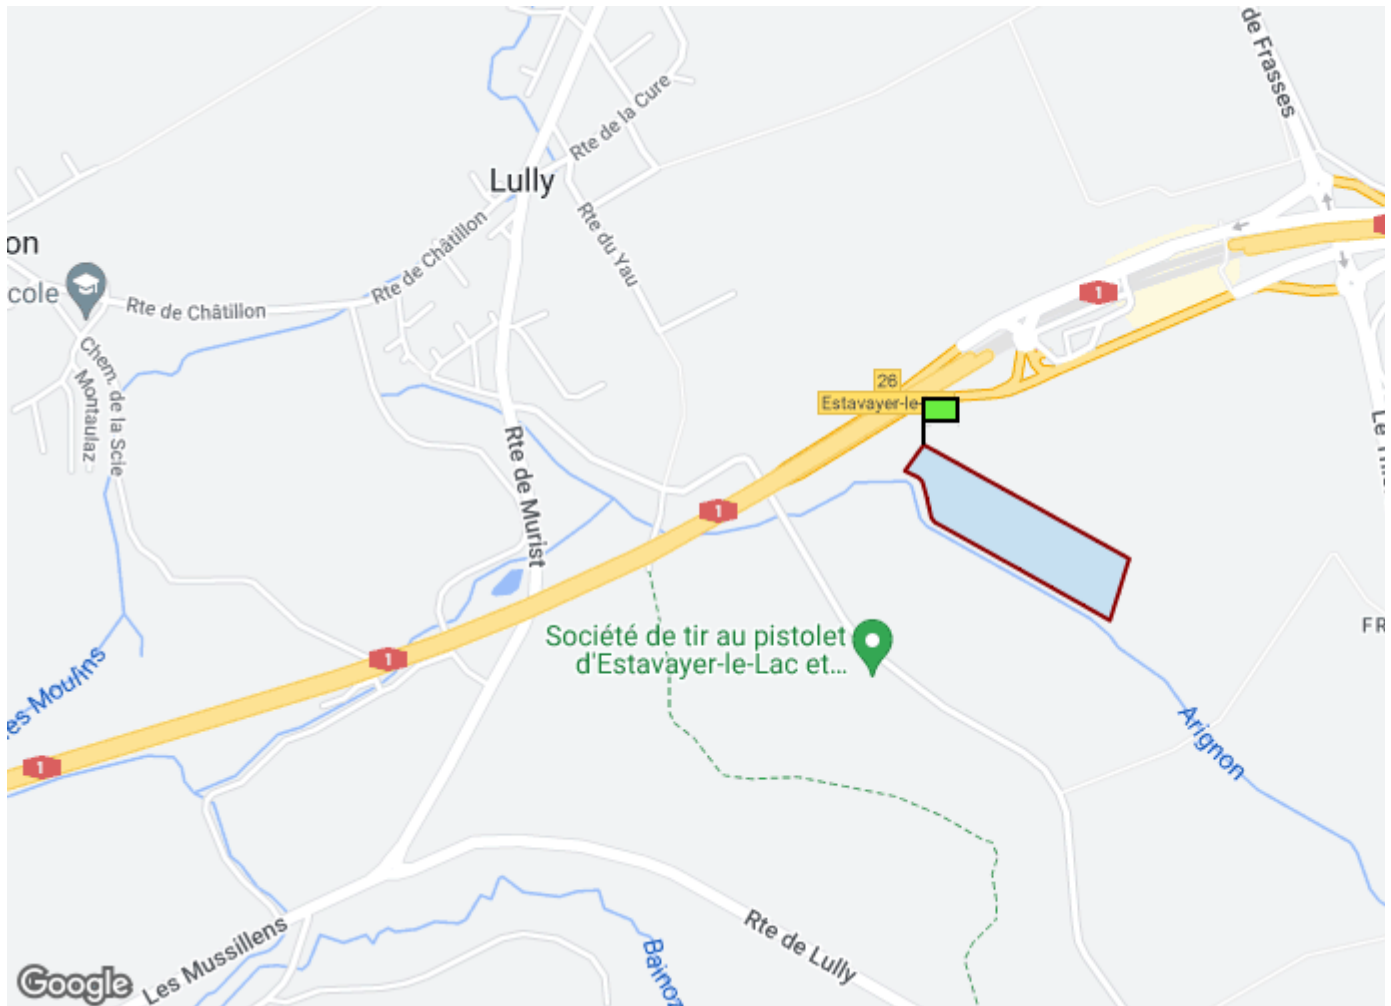 de Frasses
Rte de la Cure
Lully
Rte de Châtillon
Rte du Yau
on
cole
Rte de Châtillon
1
1
Chem. de la Scie
Montaulaz
26
Estavayer-le-
Rte de Murist
1
Société de tir au pistolet
d'Estavayer-le-Lac et...
1
FR
es Moulins
1
Arignon
Les Mussillens
Rte de Lully
Bainoz
Google